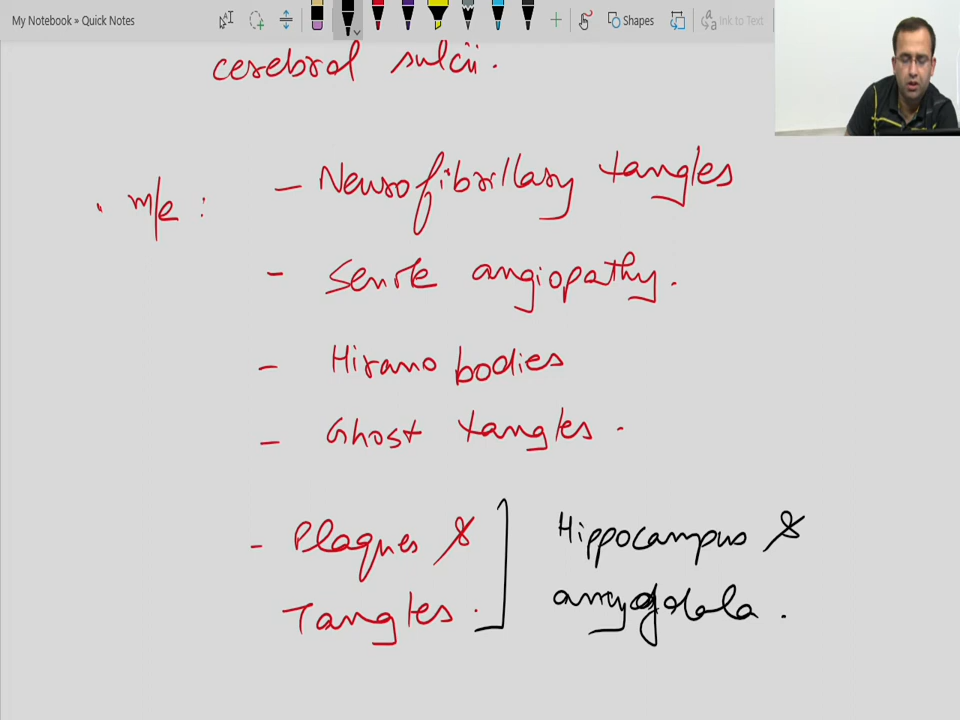 My Notebook » Quick Notes
Shapes
Ink to Text
cerebral sulcii.
m/e : - Neurofibrillary tangles
- Senile angiopathy.
- Hirano bodies
- Ghost tangles.
- Plaques & Tangles.
Hippocampus & amygdala.